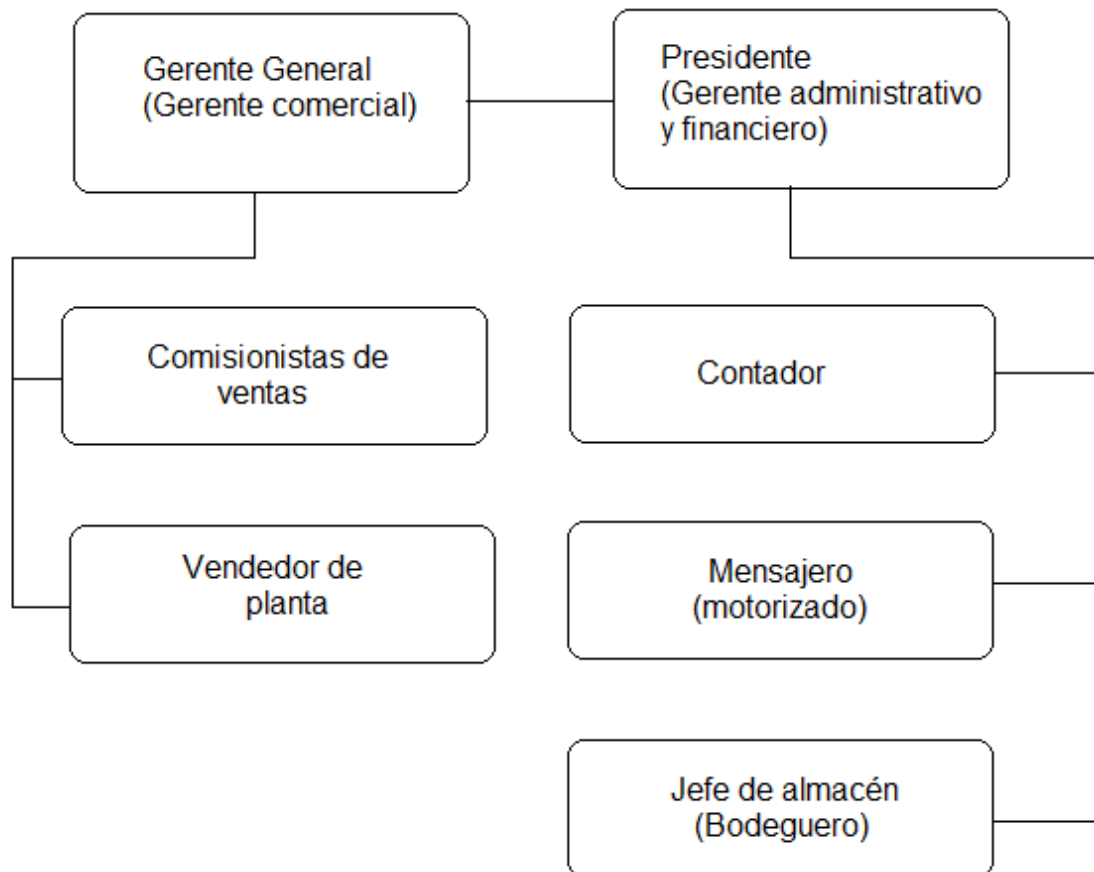 Gerente General
(Gerente comercial)
Presidente
(Gerente administrativo
y financiero)
Comisionistas de
ventas
Contador
Vendedor de
planta
Mensajero
(motorizado)
Jefe de almacén
(Bodeguero)